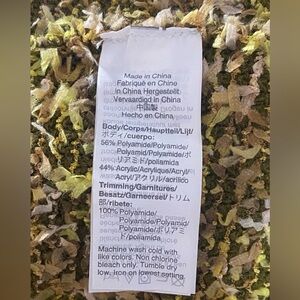 Made in China
Fabriqué en Chine
in China Hergestellt
Vervaardigd in China
中国製
Hecho en China
Body/Corps/Hauptteil/Lijf/
ボディ/cuerpo:
56% Polyamide/Polyamide/
Polyamid/Polyamide/ポ
リアミド/poliamida
44% Acrylic/Acrylique/Acryl/
Acryl/アクリル/acrílico
Trimming/Garnitures/
Besatz/Garneersel/トリム
部/ribete:
100% Polyamide/
Polyamide/Polyamid/
Polyamide/ポリアミ
ド/poliamida
Machine wash cold with
like colors. Non chlorine
bleach only. Tumble dry
low. Iron on lowest setting.